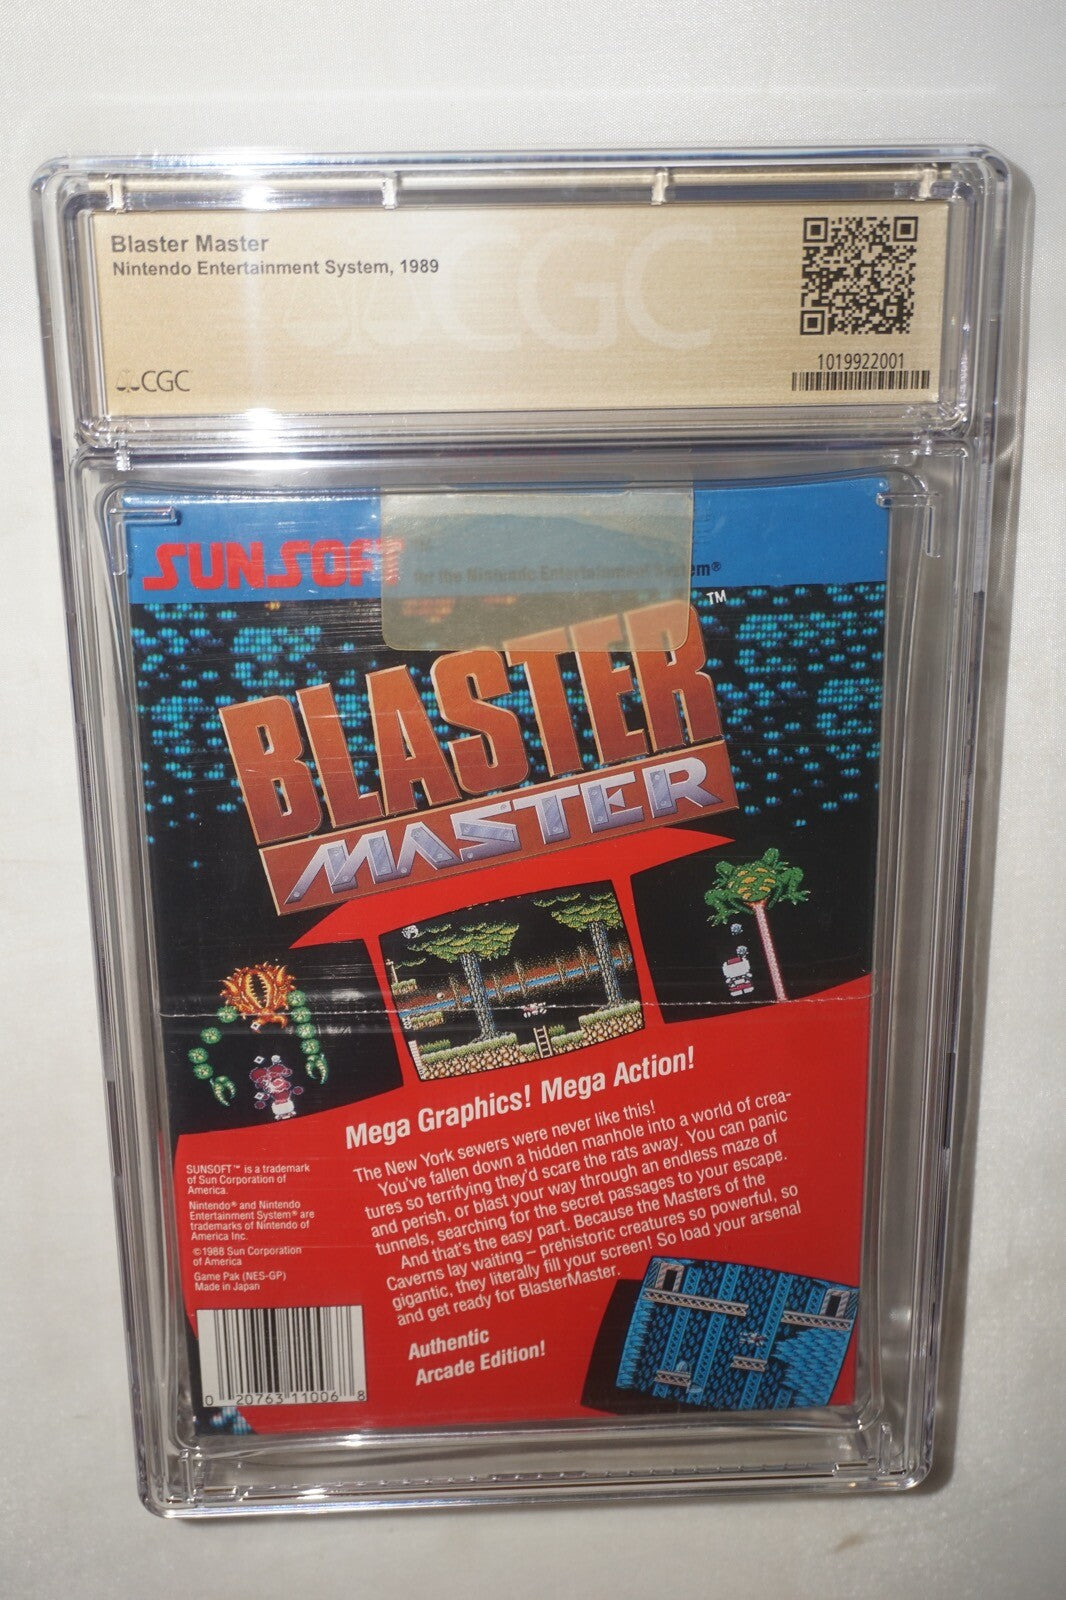 Blaster Master
Nintendo Entertainment System, 1989
CGC
CGC
1019922001
SUNSOFT
for the Nintendo Entertainment System®
BLASTER™
MASTER
Mega Graphics! Mega Action!
The New York sewers were never like this!
You've fallen down a hidden manhole into a world of crea-
tures so terrifying they'd scare the rats away. You can panic
and perish, or blast your way through an endless maze of
tunnels, searching for the secret passages to your escape.
And that's the easy part. Because the Masters of the
Caverns lay waiting – prehistoric creatures so powerful, so
gigantic, they literally fill your screen! So load your arsenal
and get ready for BlasterMaster.
Authentic
Arcade Edition!
SUNSOFT™ is a trademark
of Sun Corporation of
America.
Nintendo® and Nintendo
Entertainment System® are
trademarks of Nintendo of
America Inc.
©1988 Sun Corporation
of America
Game Pak (NES-GP)
Made in Japan
0 20763 11006 8